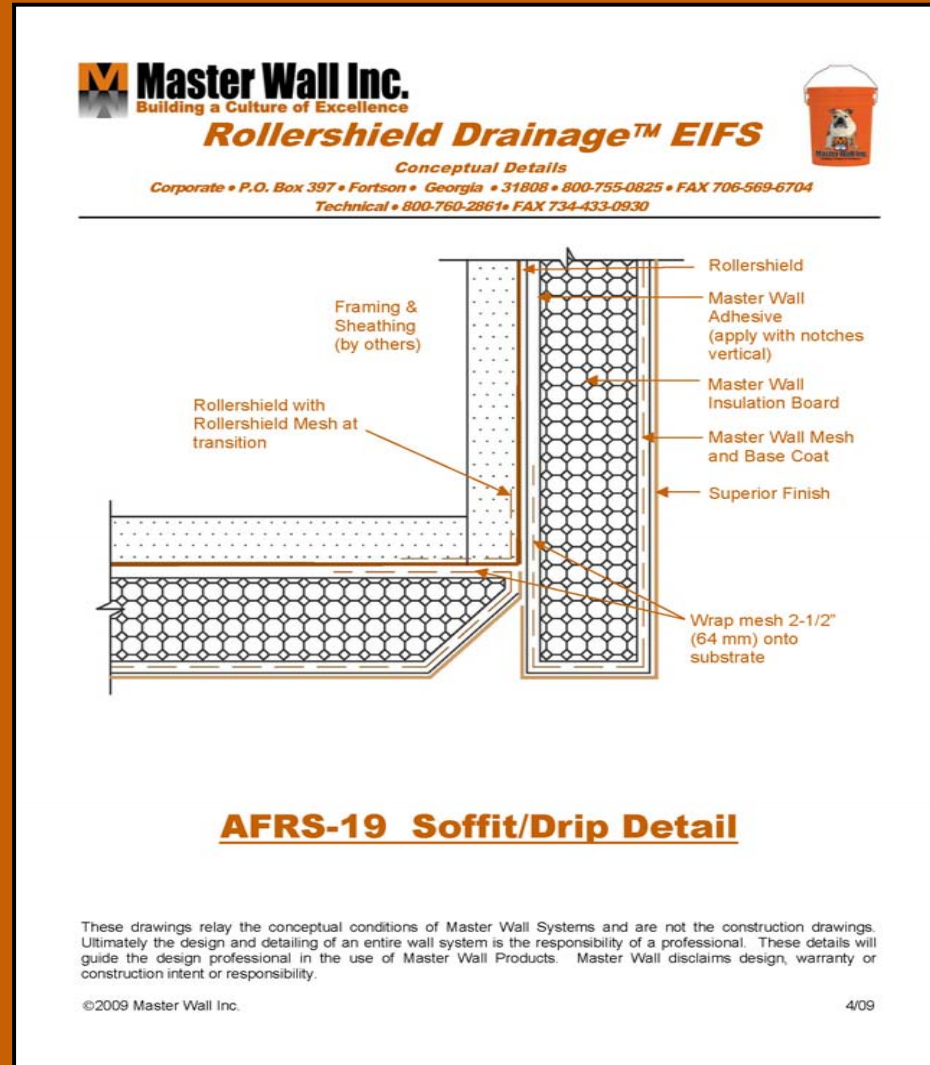 Master Wall Inc.
Building a Culture of Excellence
Rollershield Drainage™ EIFS
Conceptual Details
Corporate • P.O. Box 397 • Fortson • Georgia • 31808 • 800-755-0825 • FAX 706-569-6704
Technical • 800-760-2861• FAX 734-433-0930
Framing &
Sheathing
(by others)
Rollershield with
Rollershield Mesh at
transition
Rollershield
Master Wall
Adhesive
(apply with notches
vertical)
Master Wall
Insulation Board
Master Wall Mesh
and Base Coat
Superior Finish
Wrap mesh 2-1/2"
(64 mm) onto
substrate
AFRS-19 Soffit/Drip Detail
These drawings relay the conceptual conditions of Master Wall Systems and are not the construction drawings.
Ultimately the design and detailing of an entire wall system is the responsibility of a professional. These details will
guide the design professional in the use of Master Wall Products. Master Wall disclaims design, warranty or
construction intent or responsibility.
©2009 Master Wall Inc.
4/09